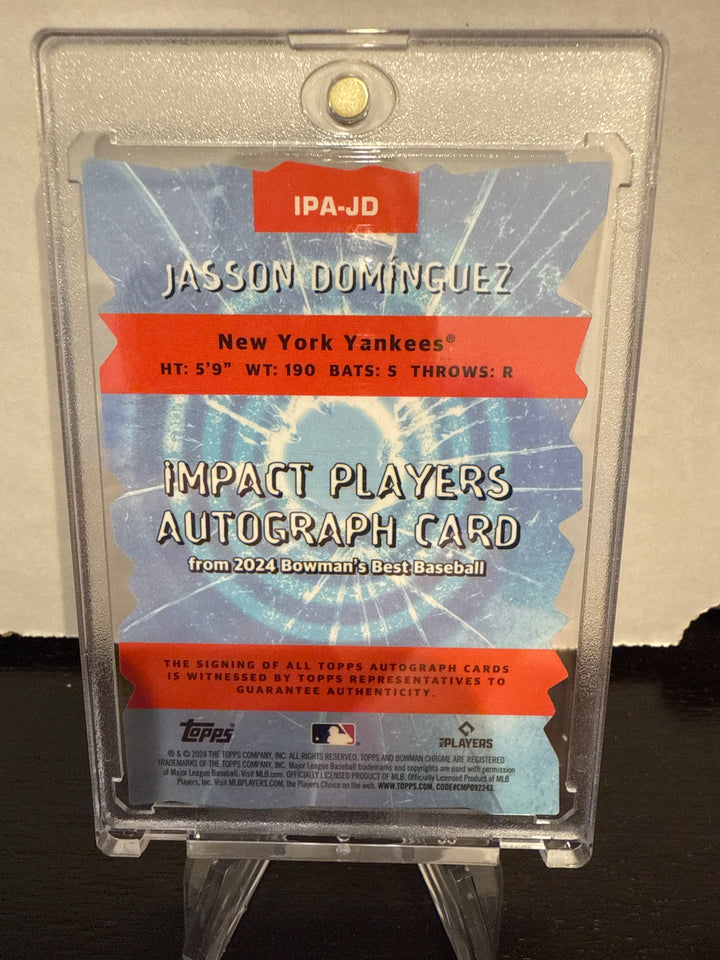 IPA-JD
JASSON DOMÍNGUEZ
New York Yankees®
HT: 5'9" WT: 190 BATS: S THROWS: R
IMPACT PLAYERS
AUTOGRAPH CARD
from 2024 Bowman's Best Baseball
THE SIGNING OF ALL TOPPS AUTOGRAPH CARDS
IS WITNESSED BY TOPPS REPRESENTATIVES TO
GUARANTEE AUTHENTICITY.
topps®
MLB PLAYERS
® & © 2024 THE TOPPS COMPANY, INC. ALL RIGHTS RESERVED. TOPPS AND BOWMAN CHROME ARE REGISTERED
TRADEMARKS OF THE TOPPS COMPANY, INC. Major League Baseball trademarks and copyrights are used with permission
of Major League Baseball. Visit MLB.com. OFFICIALLY LICENSED PRODUCT OF MLB. Officially Licensed Product of MLB
Players, Inc. Visit MLBPLAYERS.COM, the Players Choice on the web. WWW.TOPPS.COM. CODE#CMP092243.